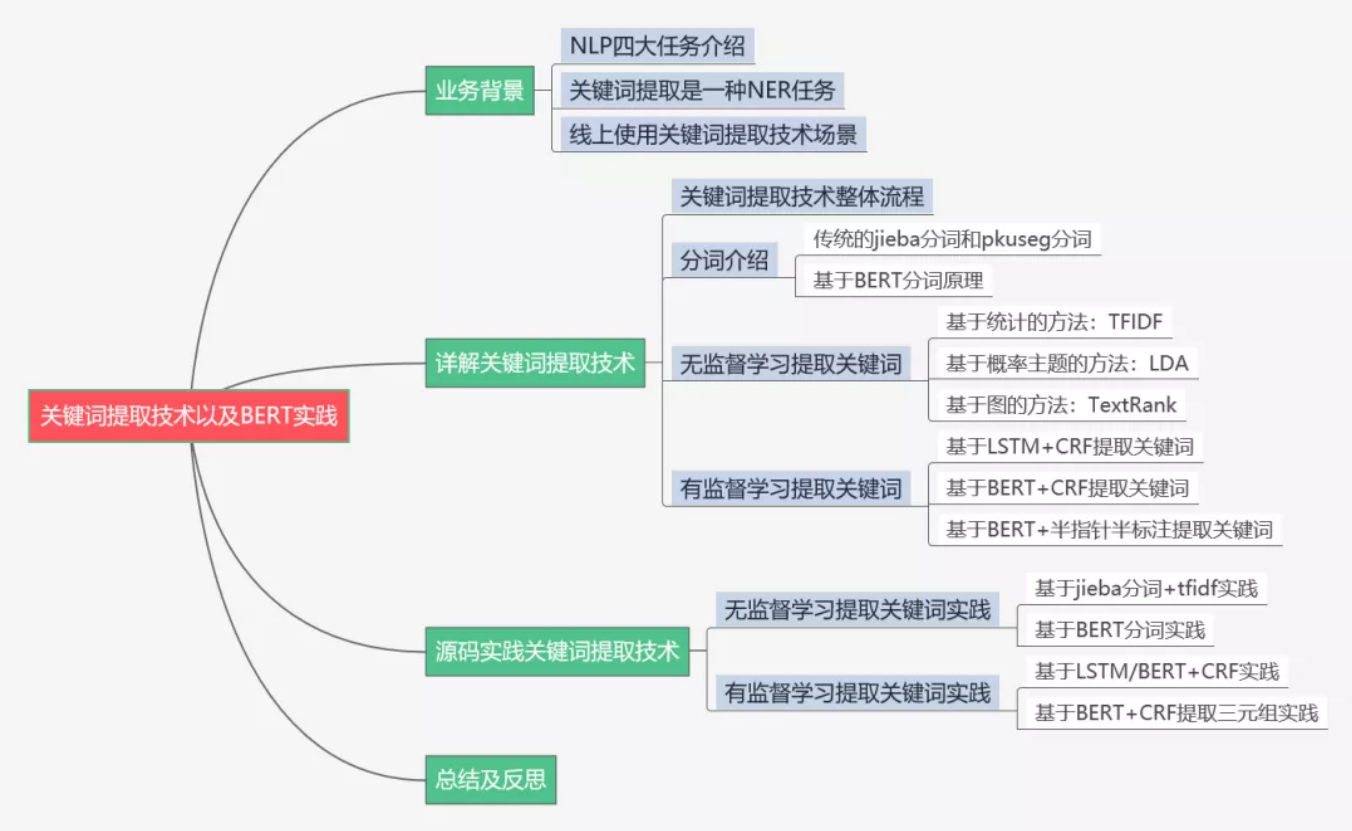 关键词提取技术以及BERT实践
业务背景
NLP四大任务介绍
关键词提取是一种NER任务
线上使用关键词提取技术场景
详解关键词提取技术
关键词提取技术整体流程
分词介绍
传统的jieba分词和pkuseg分词
基于BERT分词原理
无监督学习提取关键词
基于统计的方法：TFIDF
基于概率主题的方法：LDA
基于图的方法：TextRank
有监督学习提取关键词
基于LSTM+CRF提取关键词
基于BERT+CRF提取关键词
基于BERT+半指针半标注提取关键词
源码实践关键词提取技术
无监督学习提取关键词实践
基于jieba分词+tfidf实践
基于BERT分词实践
有监督学习提取关键词实践
基于LSTM/BERT+CRF实践
基于BERT+CRF提取三元组实践
总结及反思